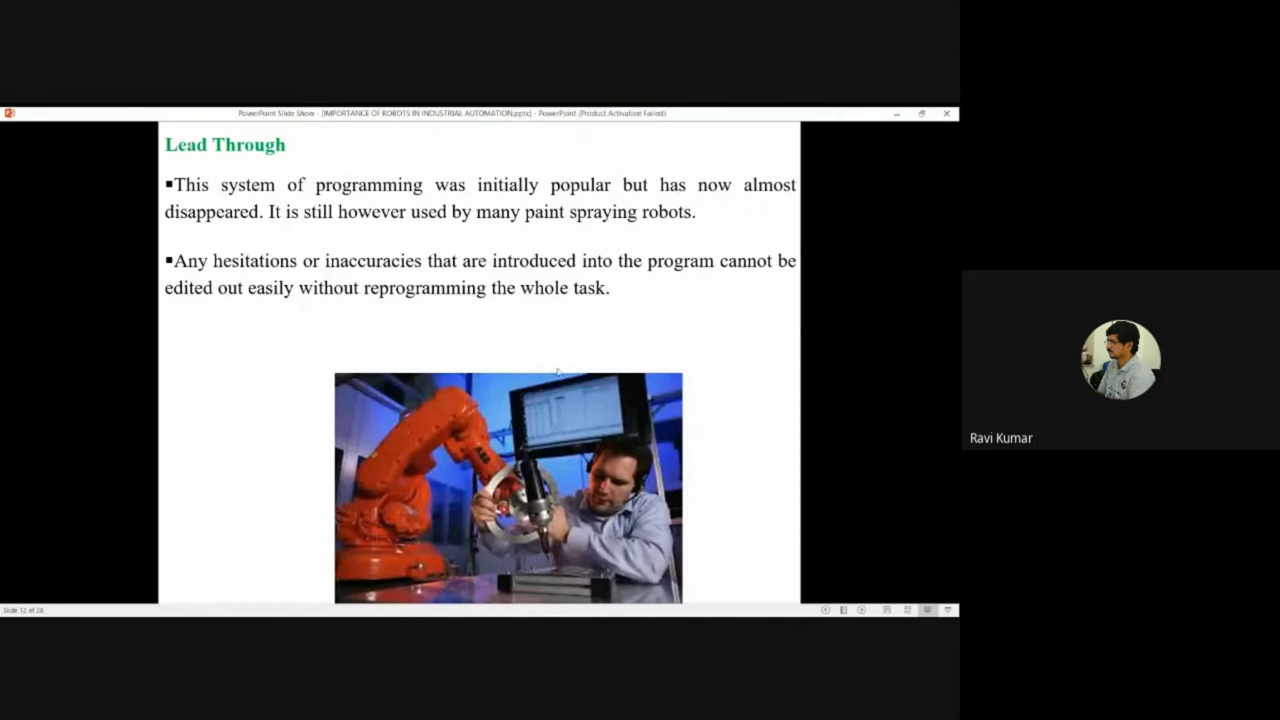 PowerPoint Slide Show - [IMPORTANCE OF ROBOTS IN INDUSTRIAL AUTOMATION.pptx] - PowerPoint (Product Activation Failed)
Lead Through
▪This system of programming was initially popular but has now almost
disappeared. It is still however used by many paint spraying robots.
▪Any hesitations or inaccuracies that are introduced into the program cannot be
edited out easily without reprogramming the whole task.
ABB
Ravi Kumar
Slide 12 of 28